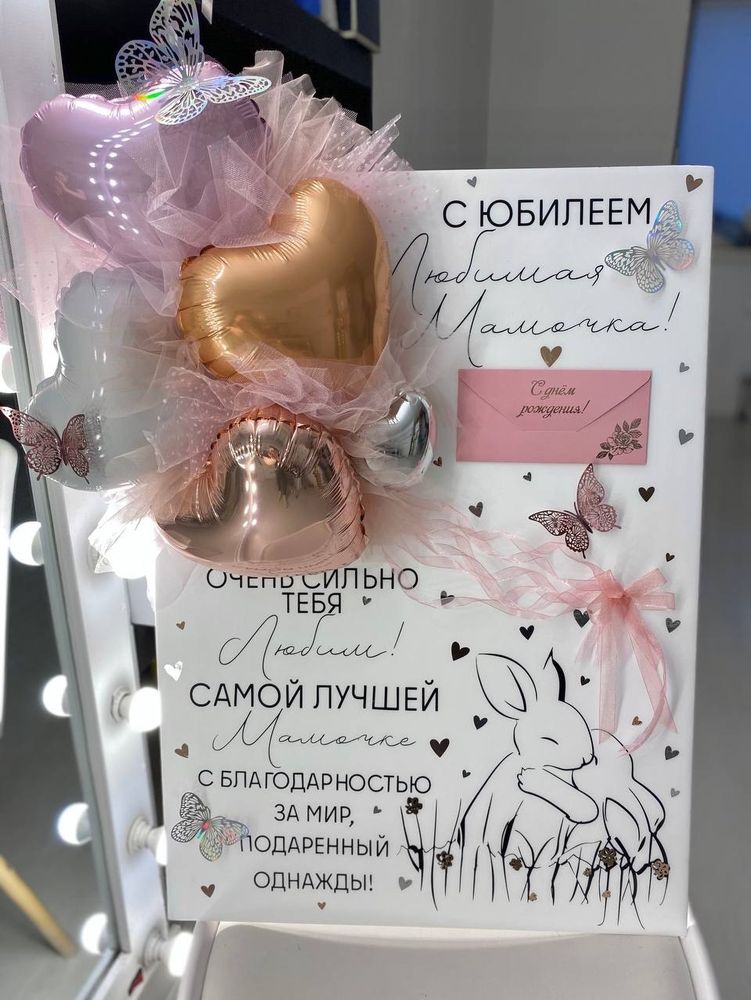 С ЮБИЛЕЕМ
Любимая
Мамочка!
С днём
рождения!
ОЧЕНЬ СИЛЬНО
ТЕБЯ
Любим!
САМОЙ ЛУЧШЕЙ
Мамочке
С БЛАГОДАРНОСТЬЮ
ЗА МИР,
ПОДАРЕННЫЙ
ОДНАЖДЫ!